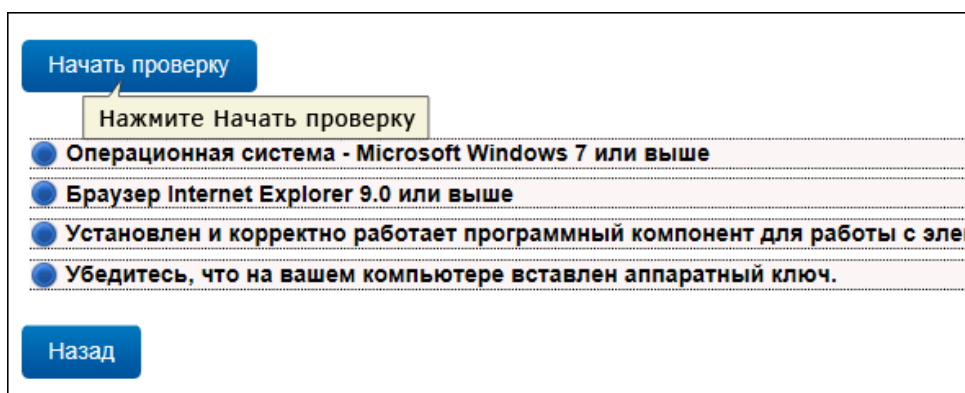 Начать проверку
Нажмите Начать проверку
Операционная система - Microsoft Windows 7 или выше
Браузер Internet Explorer 9.0 или выше
Установлен и корректно работает программный компонент для работы с эле
Убедитесь, что на вашем компьютере вставлен аппаратный ключ.
Назад